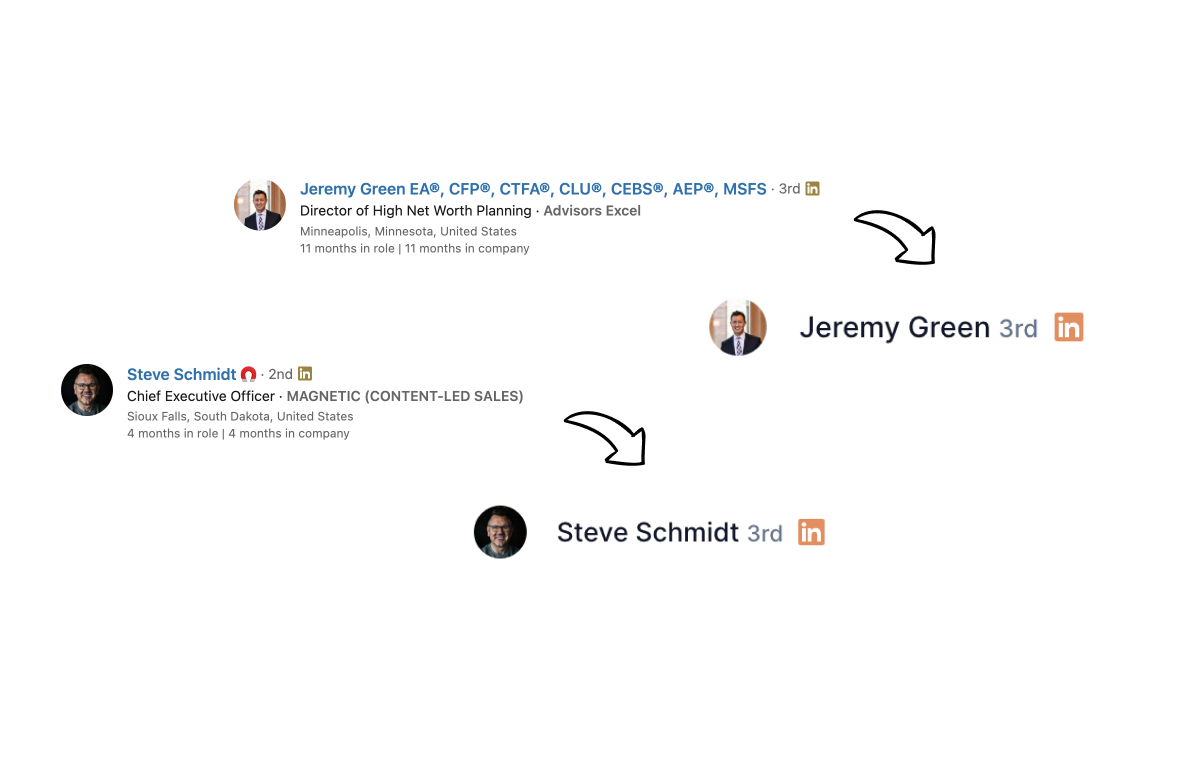 Jeremy Green EA®, CFP®, CTFA®, CLU®, CEBS®, AEP®, MSFS · 3rd in
Director of High Net Worth Planning · Advisors Excel
Minneapolis, Minnesota, United States
11 months in role | 11 months in company
Jeremy Green 3rd in
Steve Schmidt · 2nd in
Chief Executive Officer · MAGNETIC (CONTENT-LED SALES)
Sioux Falls, South Dakota, United States
4 months in role | 4 months in company
Steve Schmidt 3rd in